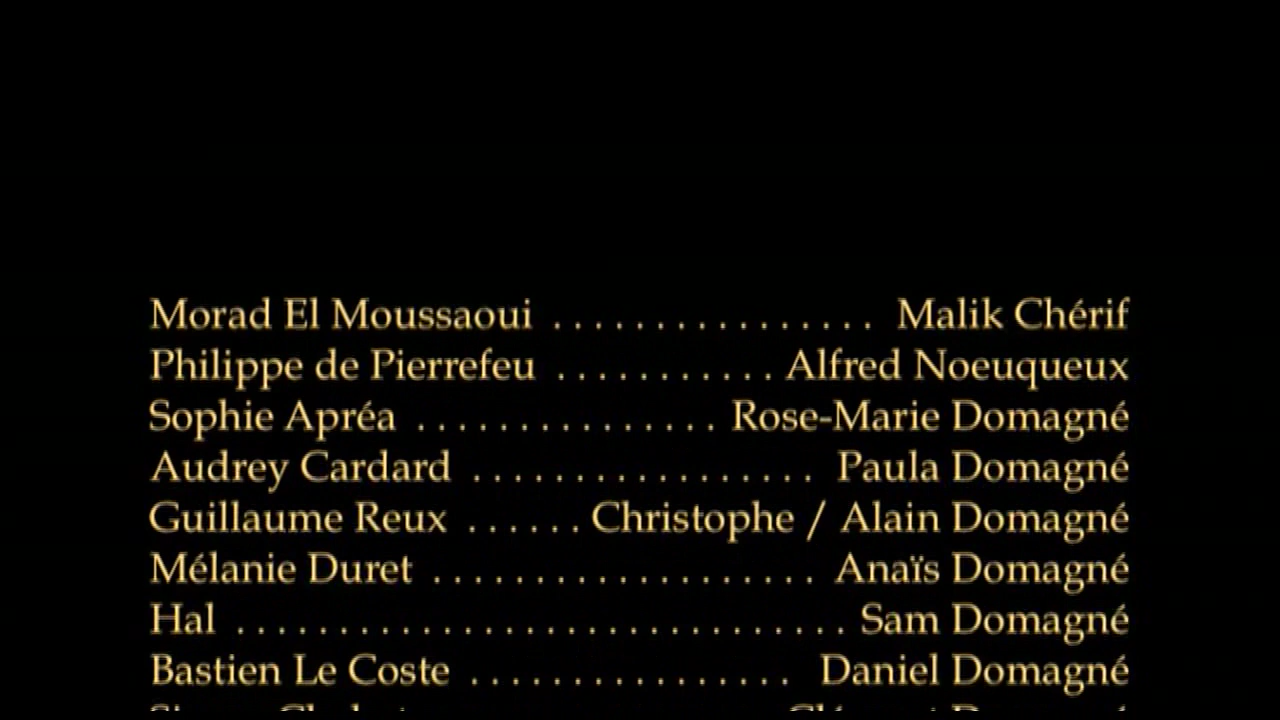 Morad El Moussaoui ................ Malik Chérif
Philippe de Pierrefeu ........... Alfred Noeuqueux
Sophie Apréa ............... Rose-Marie Domagné
Audrey Cardard ................. Paula Domagné
Guillaume Reux ...... Christophe / Alain Domagné
Mélanie Duret ................... Anaïs Domagné
Hal .............................. Sam Domagné
Bastien Le Coste ................ Daniel Domagné